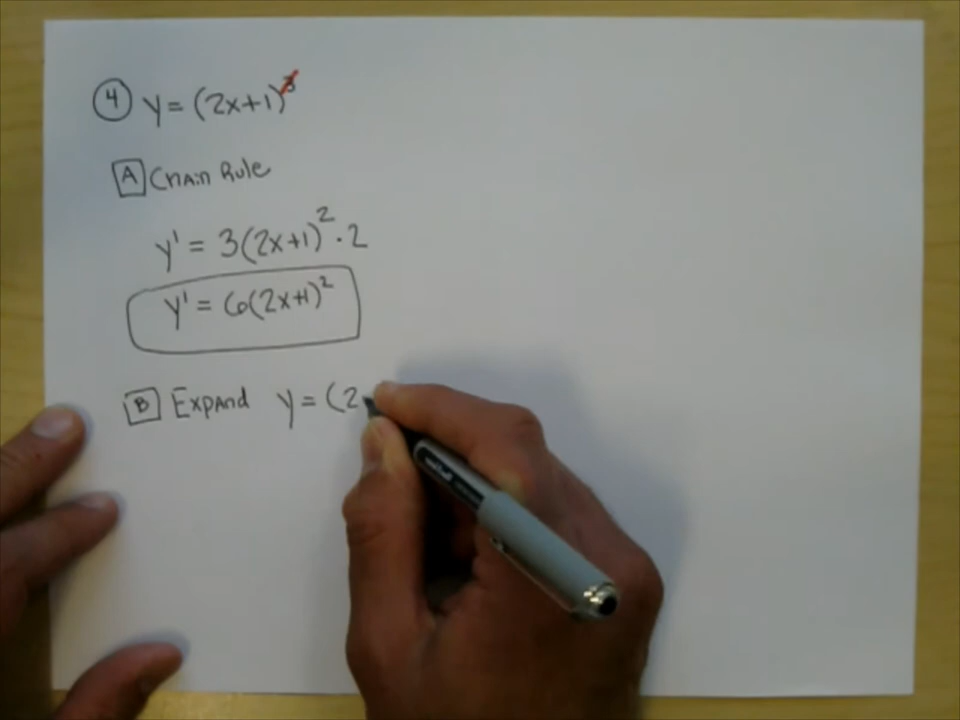 4 y = (2x+1)³
A Chain Rule
y' = 3(2x+1)² · 2
y' = 6(2x+1)²
B Expand y = (2